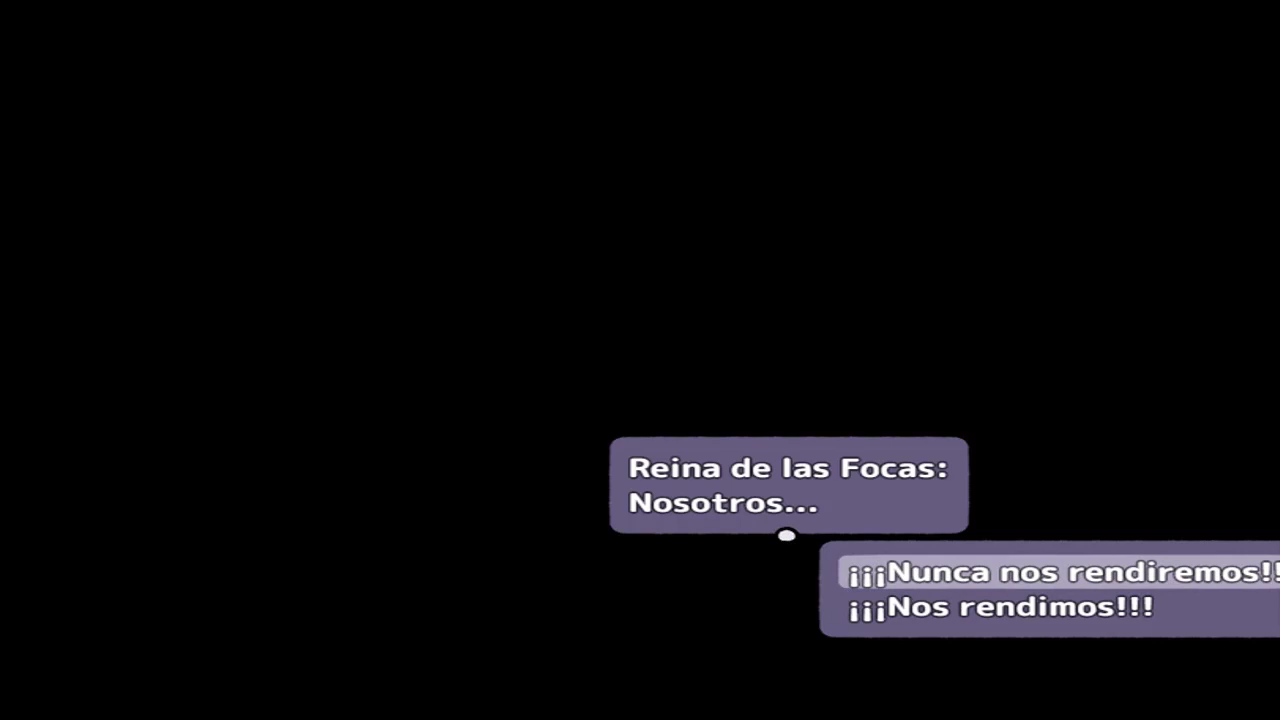 Reina de las Focas:
Nosotros...
¡¡¡Nunca nos rendiremos!!
¡¡¡Nos rendimos!!!